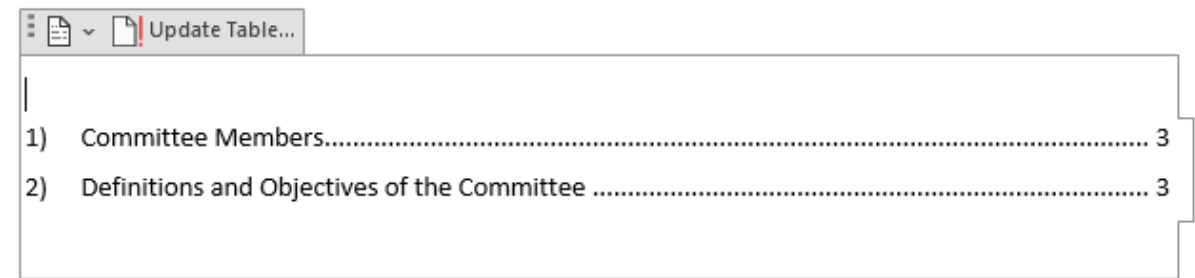 Update Table...
1) Committee Members........................................................................................................................ 3
2) Definitions and Objectives of the Committee ................................................................................ 3